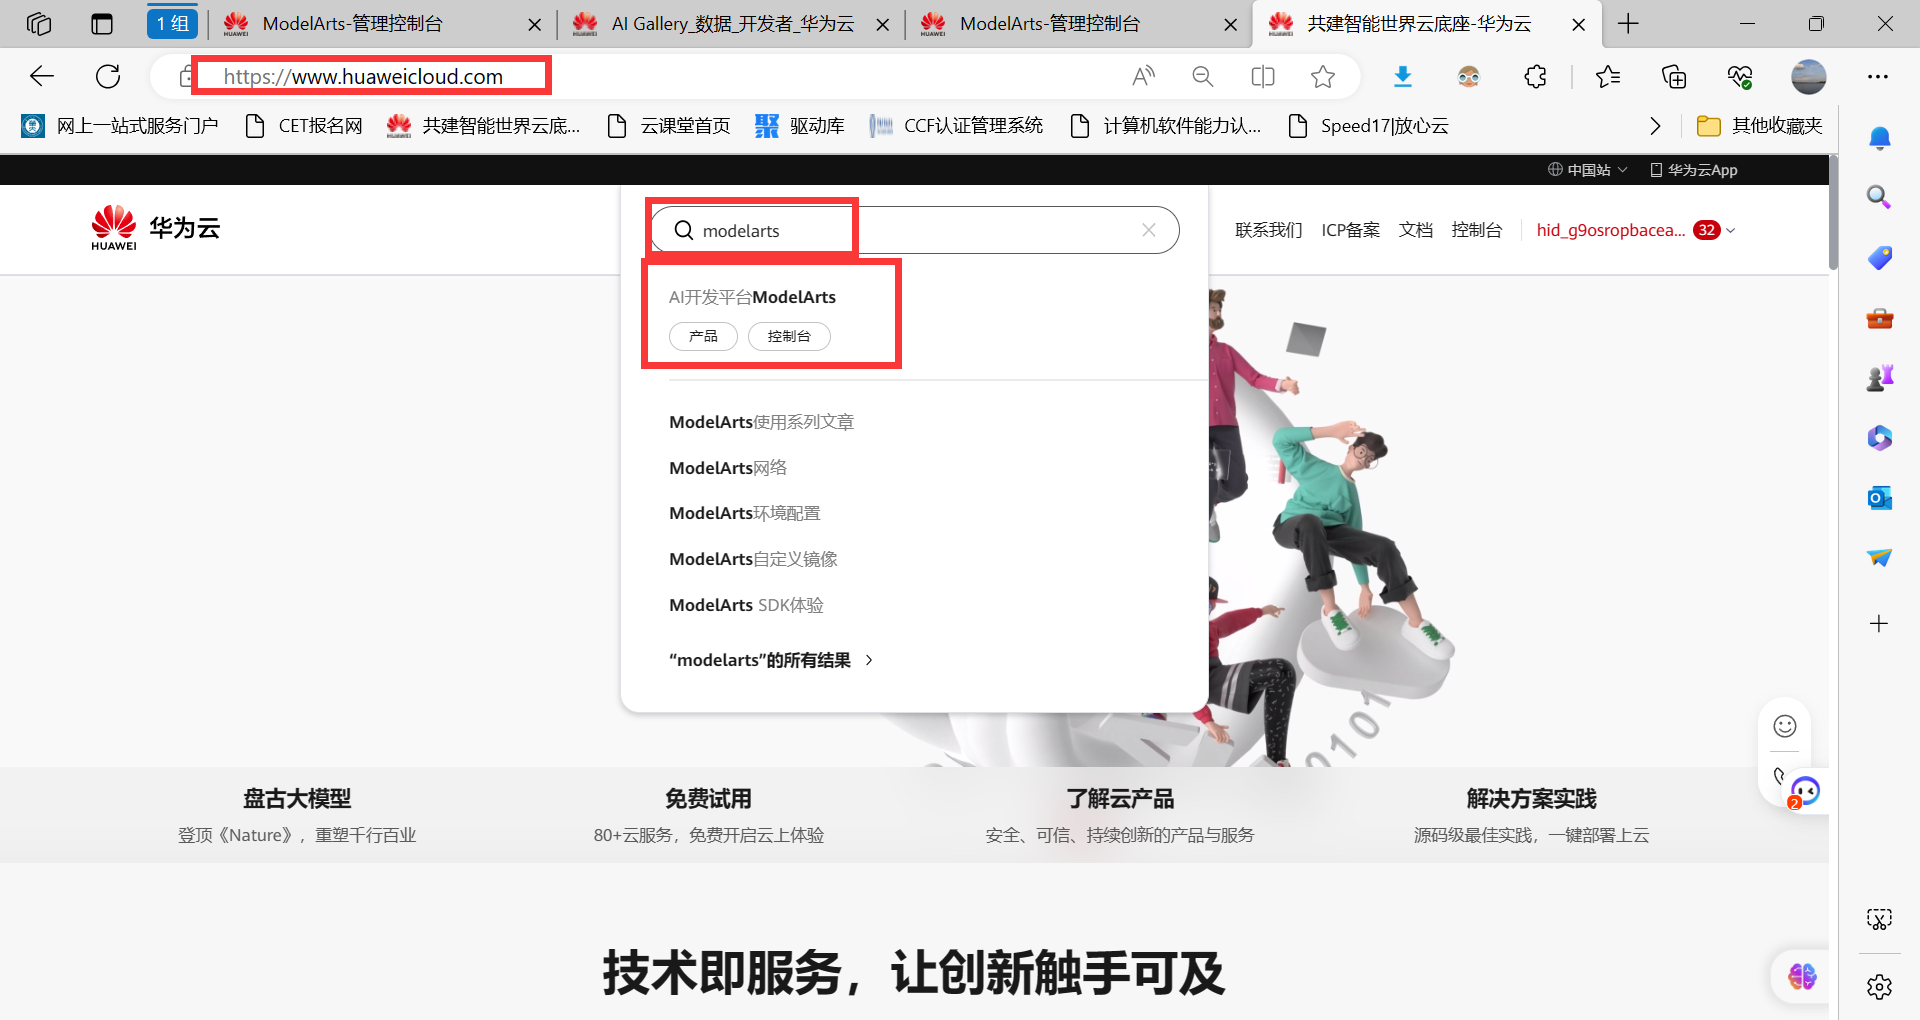 1 组
ModelArts-管理控制台
AI Gallery_数据_开发者_华为云
ModelArts-管理控制台
共建智能世界云底座-华为云
https://www.huaweicloud.com
网上一站式服务门户
CET报名网
共建智能世界云底...
云课堂首页
聚 驱动库
CCF认证管理系统
计算机软件能力认...
Speed17|放心云
其他收藏夹
中国站
华为云App
HUAWEI
华为云
modelarts
联系我们
ICP备案
文档
控制台
hid_g9osropbacea... 32
AI开发平台ModelArts
产品
控制台
ModelArts使用系列文章
ModelArts网络
ModelArts环境配置
ModelArts自定义镜像
ModelArts SDK体验
“modelarts”的所有结果
盘古大模型
登顶《Nature》，重塑千行百业
免费试用
80+云服务，免费开启云上体验
了解云产品
安全、可信、持续创新的产品与服务
解决方案实践
源码级最佳实践，一键部署上云
2
技术即服务，让创新触手可及